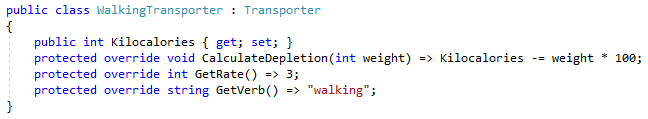 public class WalkingTransporter : Transporter
{
    public int Kilocalories { get; set; }
    protected override void CalculateDepletion(int weight) => Kilocalories -= weight * 100;
    protected override int GetRate() => 3;
    protected override string GetVerb() => "walking";
}